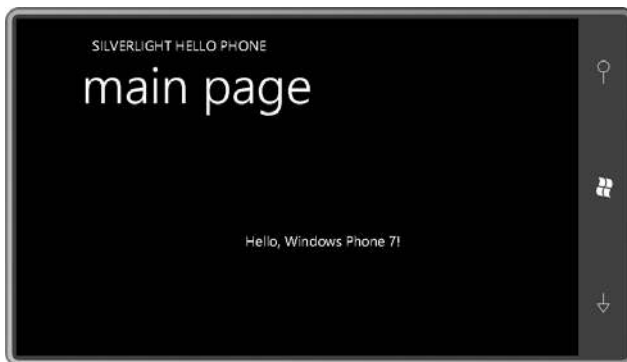 SILVERLIGHT HELLO PHONE
main page
Hello, Windows Phone 7!